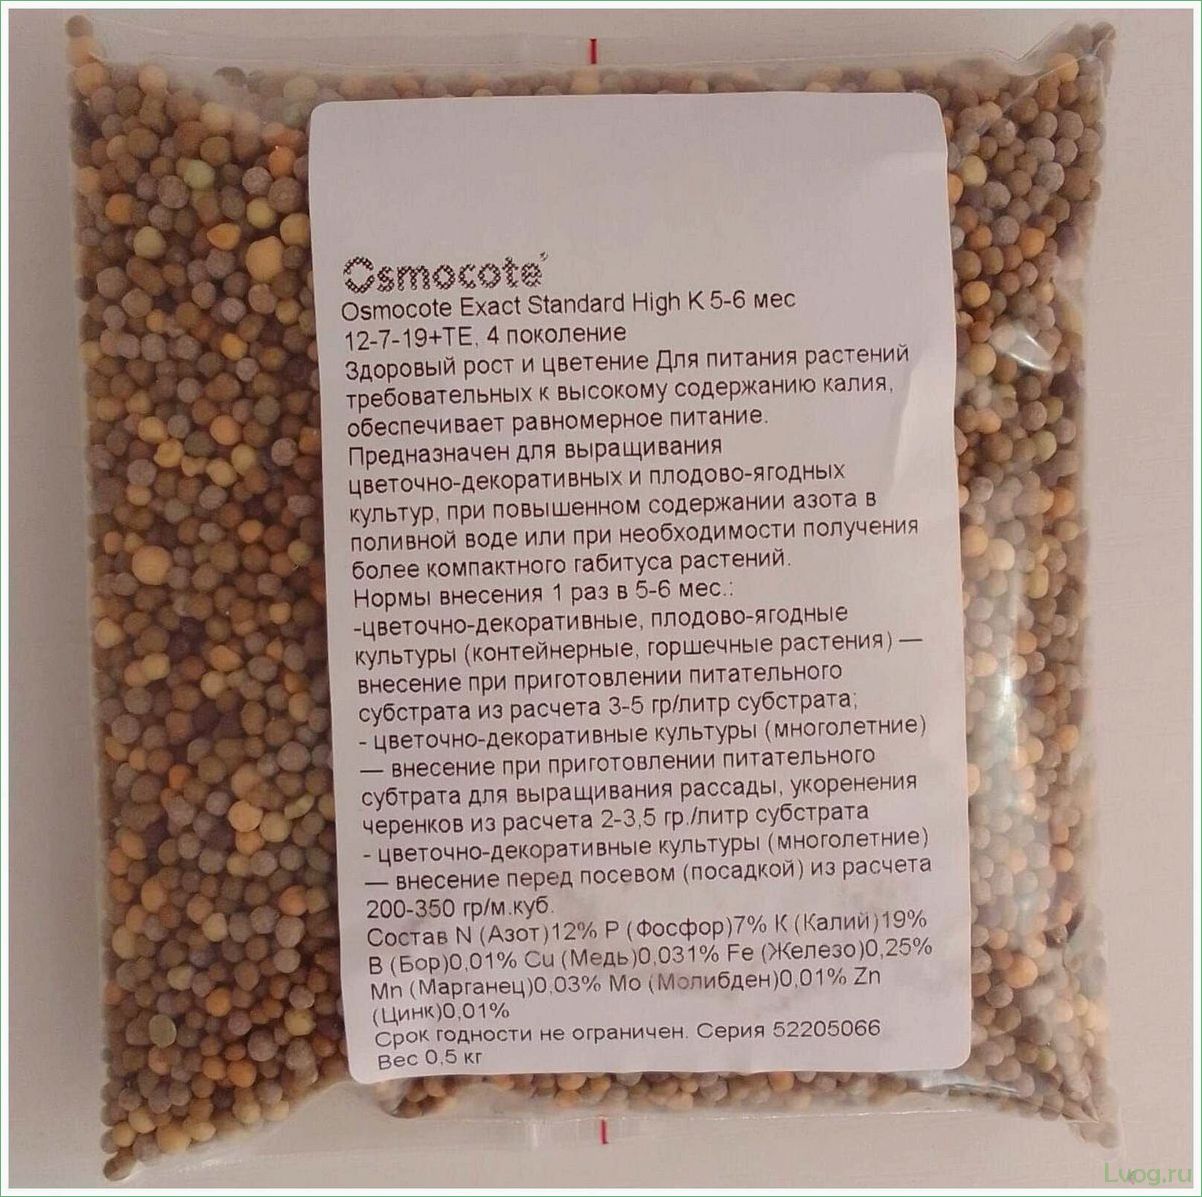 Osmocote
Osmocote Exact Standard High K 5-6 мес
12-7-19+TE, 4 поколение
Здоровый рост и цветение Для питания растений
требовательных к высокому содержанию калия,
обеспечивает равномерное питание.
Предназначен для выращивания
цветочно-декоративных и плодово-ягодных
культур, при повышенном содержании азота в
поливной воде или при необходимости получения
более компактного габитуса растений.
Нормы внесения 1 раз в 5-6 мес.:
-цветочно-декоративные, плодово-ягодные
культуры (контейнерные, горшечные растения) —
внесение при приготовлении питательного
субстрата из расчета 3-5 гр/литр субстрата;
- цветочно-декоративные культуры (многолетние)
— внесение при приготовлении питательного
субтрата для выращивания рассады, укоренения
черенков из расчета 2-3,5 гр./литр субстрата
- цветочно-декоративные культуры (многолетние)
— внесение перед посевом (посадкой) из расчета
200-350 гр/м.куб.
Состав N (Азот)12% P (Фосфор)7% К (Калий)19%
B (Бор)0,01% Cu (Медь)0,031% Fe (Железо)0,25%
Mn (Марганец)0,03% Mo (Молибден)0,01% Zn
(Цинк)0,01%
Срок годности не ограничен. Серия 52205066
Вес 0,5 кг
Lvog.ru